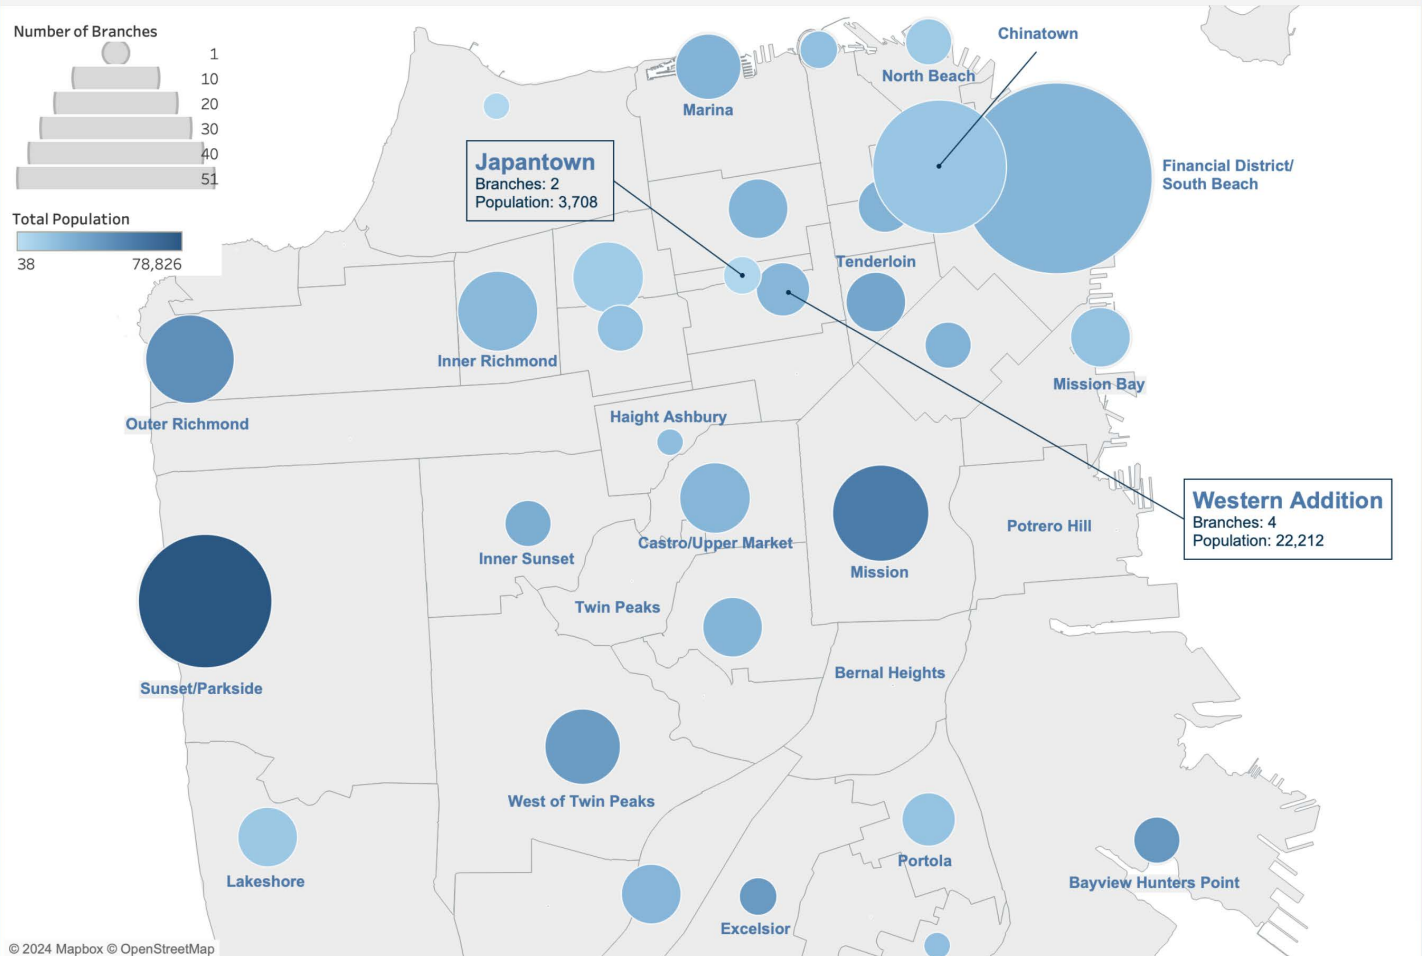 Number of Branches
1
10
20
30
40
51
Total Population
38
78,826
Chinatown
North Beach
Marina
Japantown
Branches: 2
Population: 3,708
Financial District/
South Beach
Tenderloin
Inner Richmond
Mission Bay
Outer Richmond
Haight Ashbury
Western Addition
Branches: 4
Population: 22,212
Potrero Hill
Castro/Upper Market
Inner Sunset
Mission
Twin Peaks
Bernal Heights
Sunset/Parkside
West of Twin Peaks
Portola
Lakeshore
Bayview Hunters Point
Excelsior
© 2024 Mapbox © OpenStreetMap